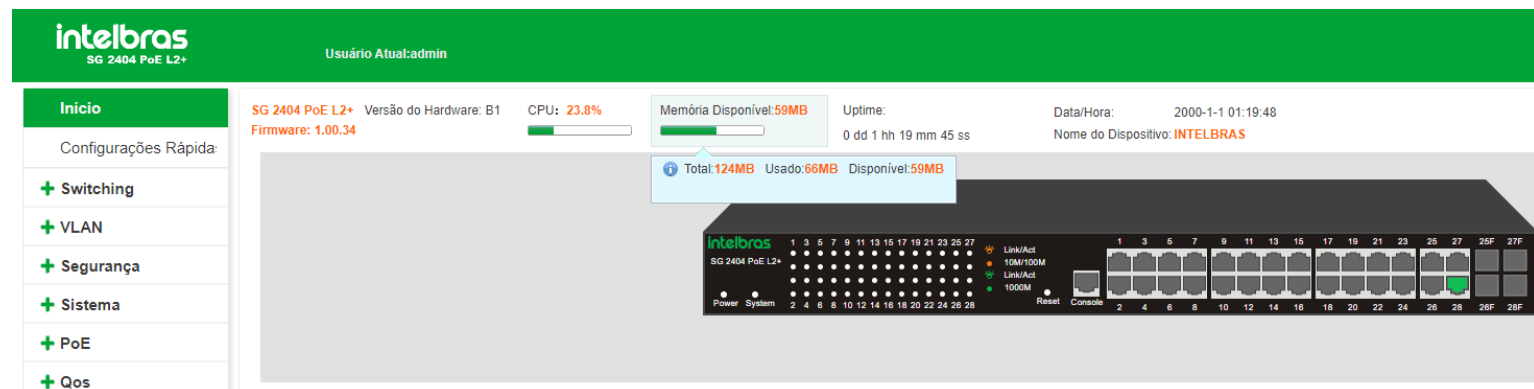 intelbras
SG 2404 PoE L2+
Usuário Atual:admin
Início
Configurações Rápida
Switching
VLAN
Segurança
Sistema
PoE
Qos
SG 2404 PoE L2+ Versão do Hardware: B1
Firmware: 1.00.34
CPU: 23.8%
Memória Disponível:59MB
Uptime:
0 dd 1 hh 19 mm 45 ss
Data/Hora: 2000-1-1 01:19:48
Nome do Dispositivo: INTELBRAS
Total:124MB Usado:66MB Disponível:59MB
intelbras
SG 2404 PoE L2+
1 3 5 7 9 11 13 15 17 19 21 23 25 27
2 4 6 8 10 12 14 16 18 20 22 24 26 28
Power System
Link/Act
10M/100M
Link/Act
1000M
Reset
Console
1 3 5 7 9 11 13 15 17 19 21 23 25 27 25F 27F
2 4 6 8 10 12 14 16 18 20 22 24 26 28 26F 28F